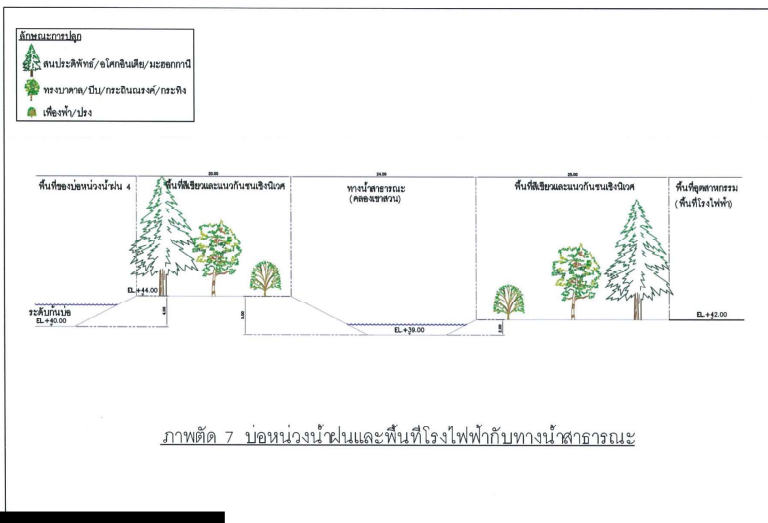 ลักษณะการปลูก
สนประดิพัทธ์/อโศกอินเดีย/มะฮอกกานี
ทรงบาดาล/ปีบ/กระถินณรงค์/กระทิง
เฟื่องฟ้า/ปรง
20.00
24.00
20.00
พื้นที่ของบ่อหน่วงน้ำฝน 4
พื้นที่สีเขียวและแนวกันชนเชิงนิเวศ
ทางน้ำสาธารณะ
(คลองเขาสวน)
พื้นที่สีเขียวและแนวกันชนเชิงนิเวศ
พื้นที่อุตสาหกรรม
(พื้นที่โรงไฟฟ้า)
EL.+44.00
ระดับก้นบ่อ
EL.+40.00
EL.+39.00
EL.+42.00
ภาพตัด 7 บ่อหน่วงน้ำฝนและพื้นที่โรงไฟฟ้ากับทางน้ำสาธารณะ